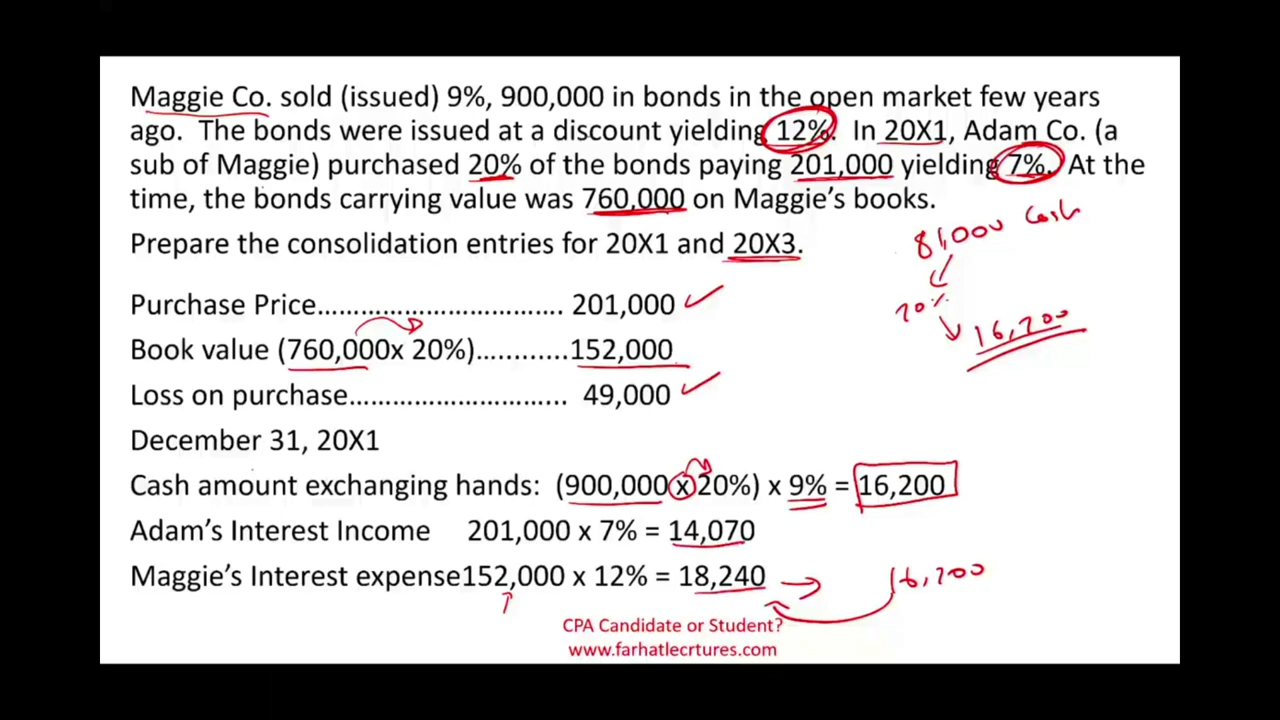 Maggie Co. sold (issued) 9%, 900,000 in bonds in the open market few years
ago. The bonds were issued at a discount yielding 12%. In 20X1, Adam Co. (a
sub of Maggie) purchased 20% of the bonds paying 201,000 yielding 7%. At the
time, the bonds carrying value was 760,000 on Maggie's books.
81,000 Cash
Prepare the consolidation entries for 20X1 and 20X3.
20%
Purchase Price................................. 201,000
16,200
Book value (760,000x 20%)............152,000
Loss on purchase.............................. 49,000
December 31, 20X1
Cash amount exchanging hands: (900,000 x 20%) x 9% = 16,200
Adam's Interest Income 201,000 x 7% = 14,070
Maggie's Interest expense152,000 x 12% = 18,240
16,200
CPA Candidate or Student?
www.farhatlecrtures.com